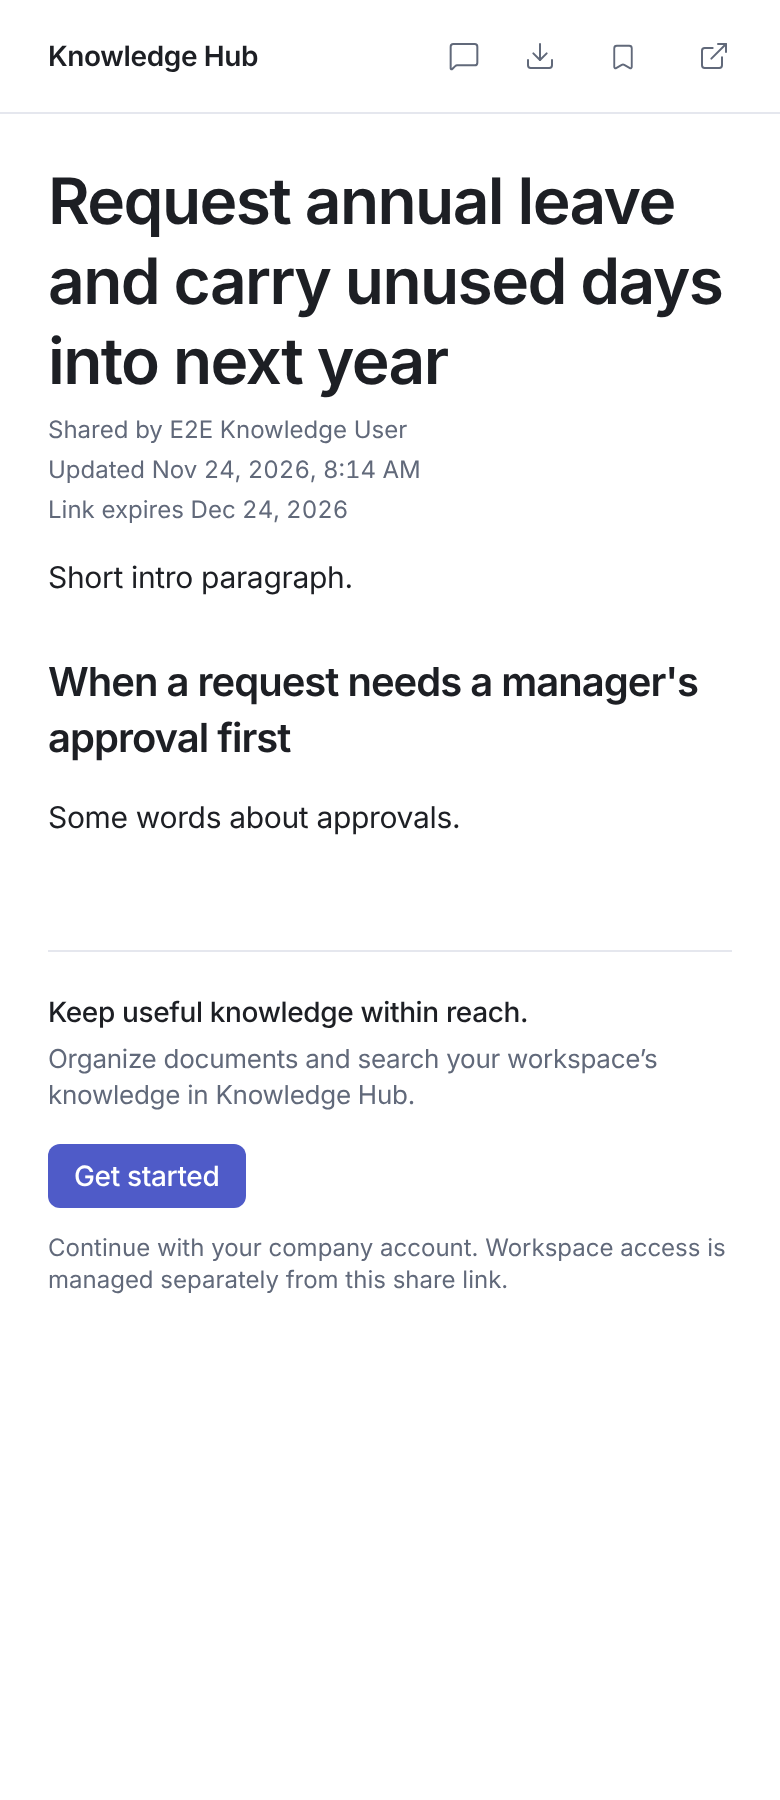 Knowledge Hub
Request annual leave
and carry unused days
into next year
Shared by E2E Knowledge User
Updated Nov 24, 2026, 8:14 AM
Link expires Dec 24, 2026
Short intro paragraph.
When a request needs a manager's
approval first
Some words about approvals.
Keep useful knowledge within reach.
Organize documents and search your workspace’s
knowledge in Knowledge Hub.
Get started
Continue with your company account. Workspace access is
managed separately from this share link.